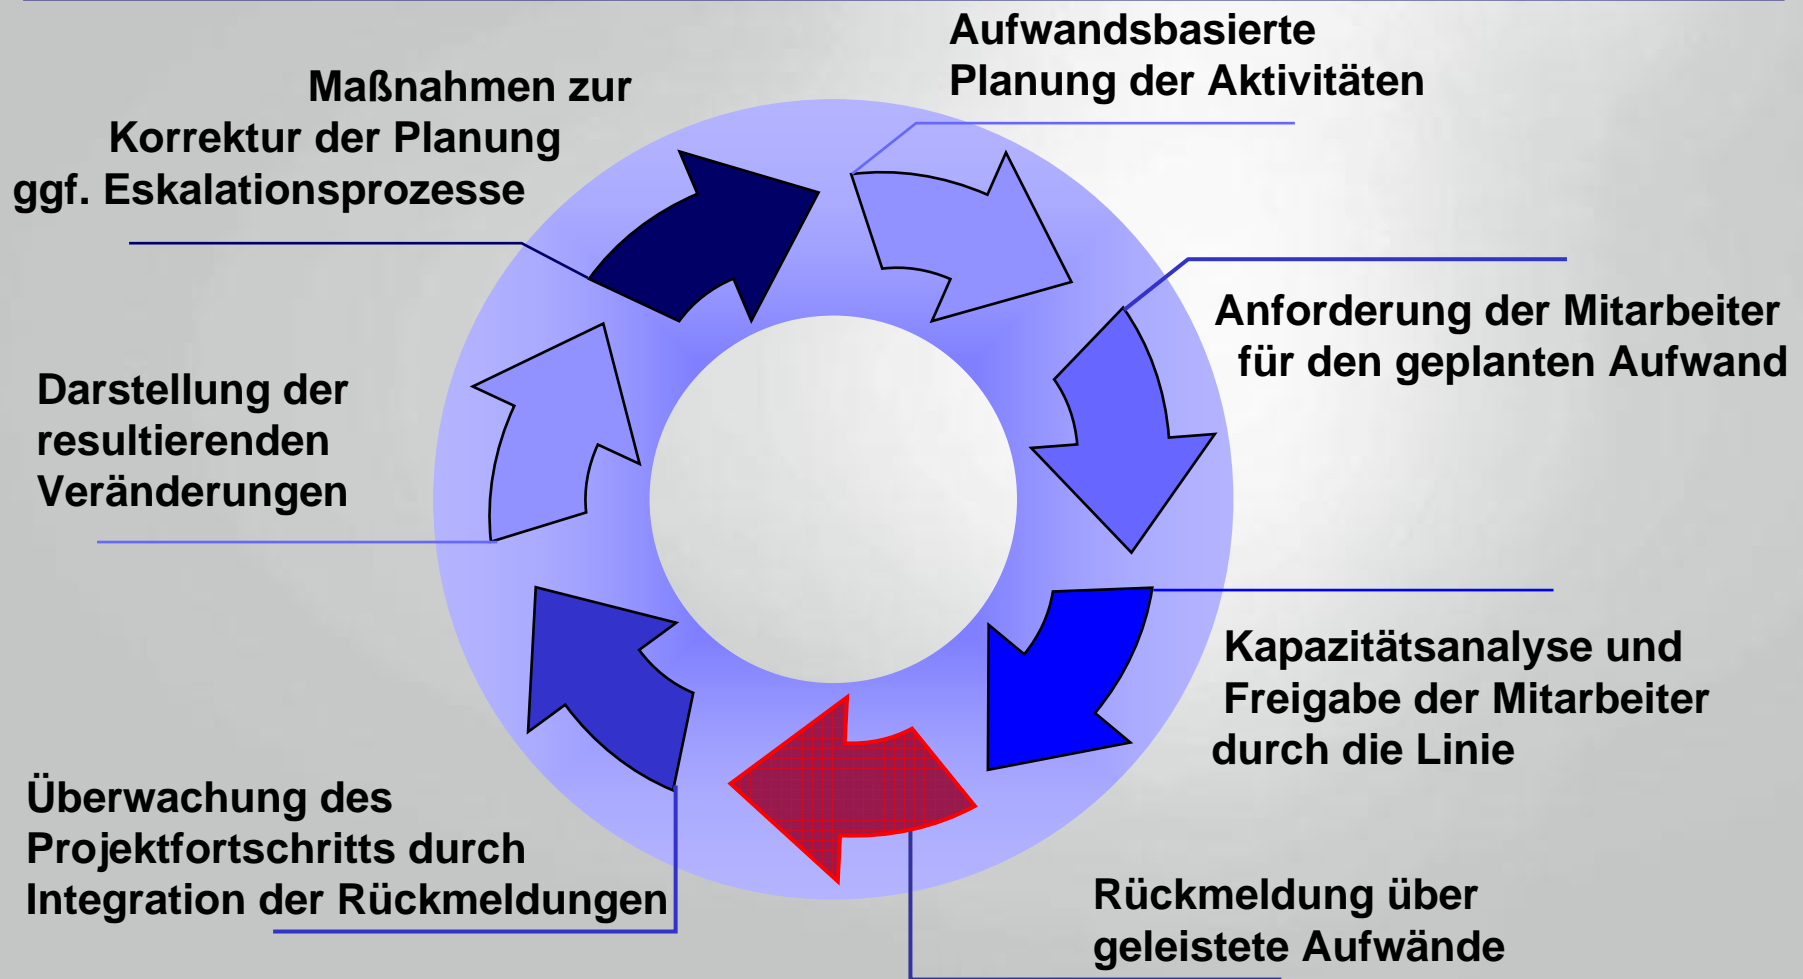 Aufwandsbasierte
Planung der Aktivitäten
Anforderung der Mitarbeiter
für den geplanten Aufwand
Kapazitätsanalyse und
Freigabe der Mitarbeiter
durch die Linie
Rückmeldung über
geleistete Aufwände
Überwachung des
Projektfortschritts durch
Integration der Rückmeldungen
Darstellung der
resultierenden
Veränderungen
Maßnahmen zur
Korrektur der Planung
ggf. Eskalationsprozesse